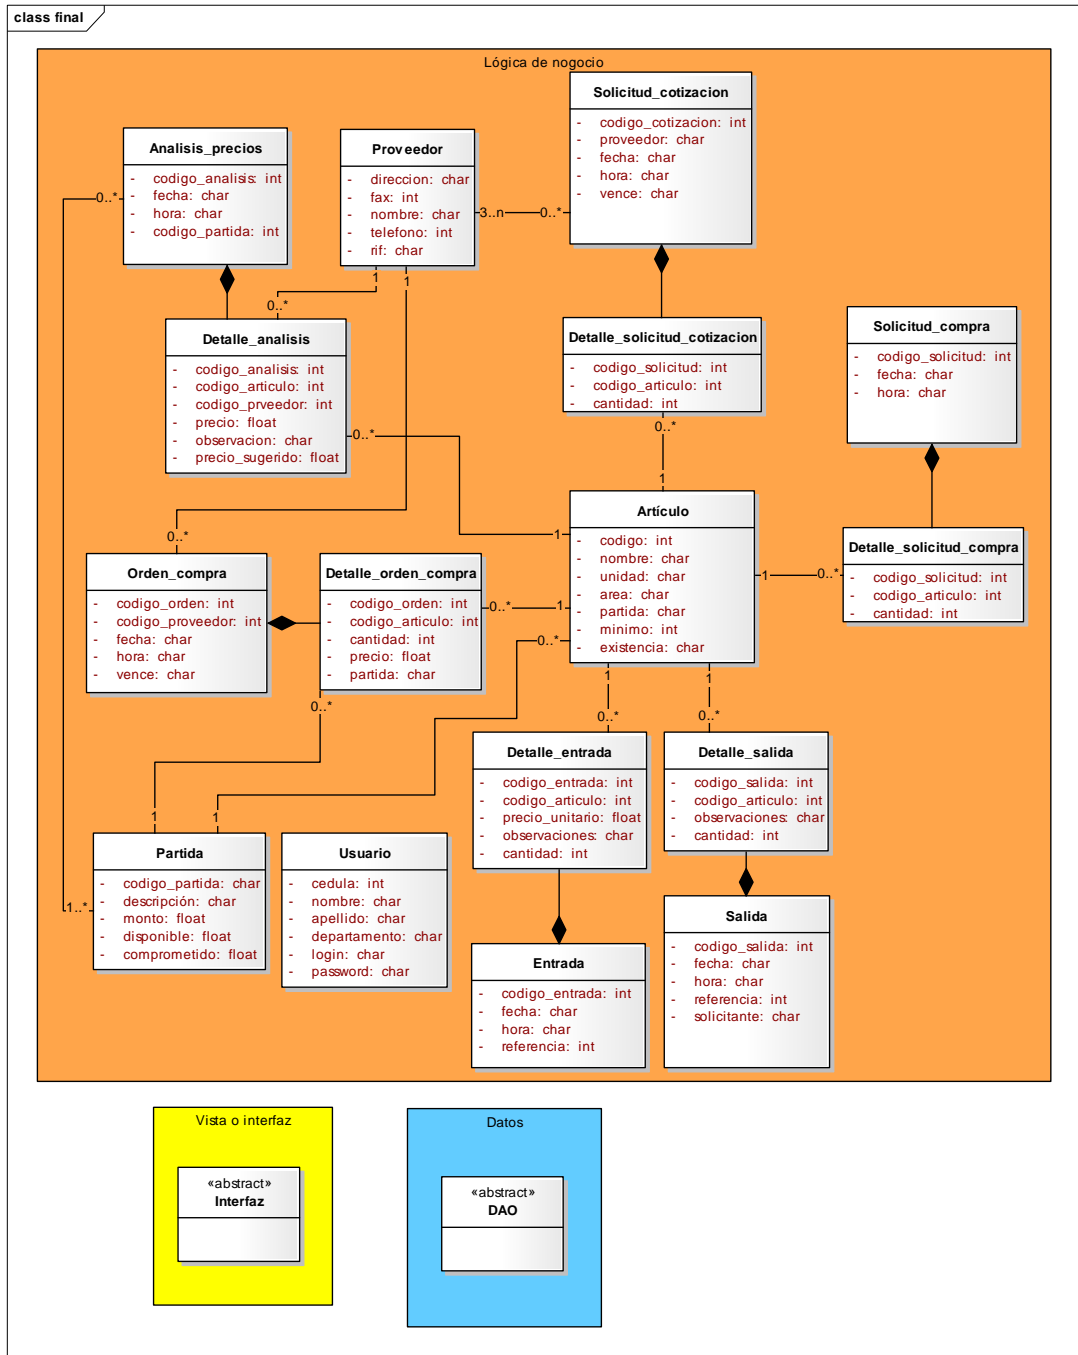 class final
Lógica de nogocio
Solicitud_cotizacion
- codigo_cotizacion: int
- proveedor: char
- fecha: char
- hora: char
- vence: char
Analisis_precios
- codigo_analisis: int
- fecha: char
- hora: char
- codigo_partida: int
Proveedor
- direccion: char
- fax: int
- nombre: char
- telefono: int
- rif: char
0..*
3..n
0..*
1
1
0..*
Detalle_analisis
- codigo_analisis: int
- codigo_articulo: int
- codigo_prveedor: int
- precio: float
- observacion: char
- precio_sugerido: float
0..*
Detalle_solicitud_cotizacion
- codigo_solicitud: int
- codigo_articulo: int
- cantidad: int
0..*
1
Solicitud_compra
- codigo_solicitud: int
- fecha: char
- hora: char
Artículo
- codigo: int
- nombre: char
- unidad: char
- area: char
- partida: char
- minimo: int
- existencia: char
1
1
0..*
1
0..*
Detalle_solicitud_compra
- codigo_solicitud: int
- codigo_articulo: int
- cantidad: int
0..*
Orden_compra
- codigo_orden: int
- codigo_proveedor: int
- fecha: char
- hora: char
- vence: char
Detalle_orden_compra
- codigo_orden: int
- codigo_articulo: int
- cantidad: int
- precio: float
- partida: char
0..*
0..*
1
1
0..*
0..*
Detalle_entrada
- codigo_entrada: int
- codigo_articulo: int
- precio_unitario: float
- observaciones: char
- cantidad: int
Detalle_salida
- codigo_salida: int
- codigo_articulo: int
- observaciones: char
- cantidad: int
1
1
Partida
- codigo_partida: char
- descripción: char
- monto: float
- disponible: float
- comprometido: float
1..*
Usuario
- cedula: int
- nombre: char
- apellido: char
- departamento: char
- login: char
- password: char
Entrada
- codigo_entrada: int
- fecha: char
- hora: char
- referencia: int
Salida
- codigo_salida: int
- fecha: char
- hora: char
- referencia: int
- solicitante: char
Vista o interfaz
«abstract»
Interfaz
Datos
«abstract»
DAO